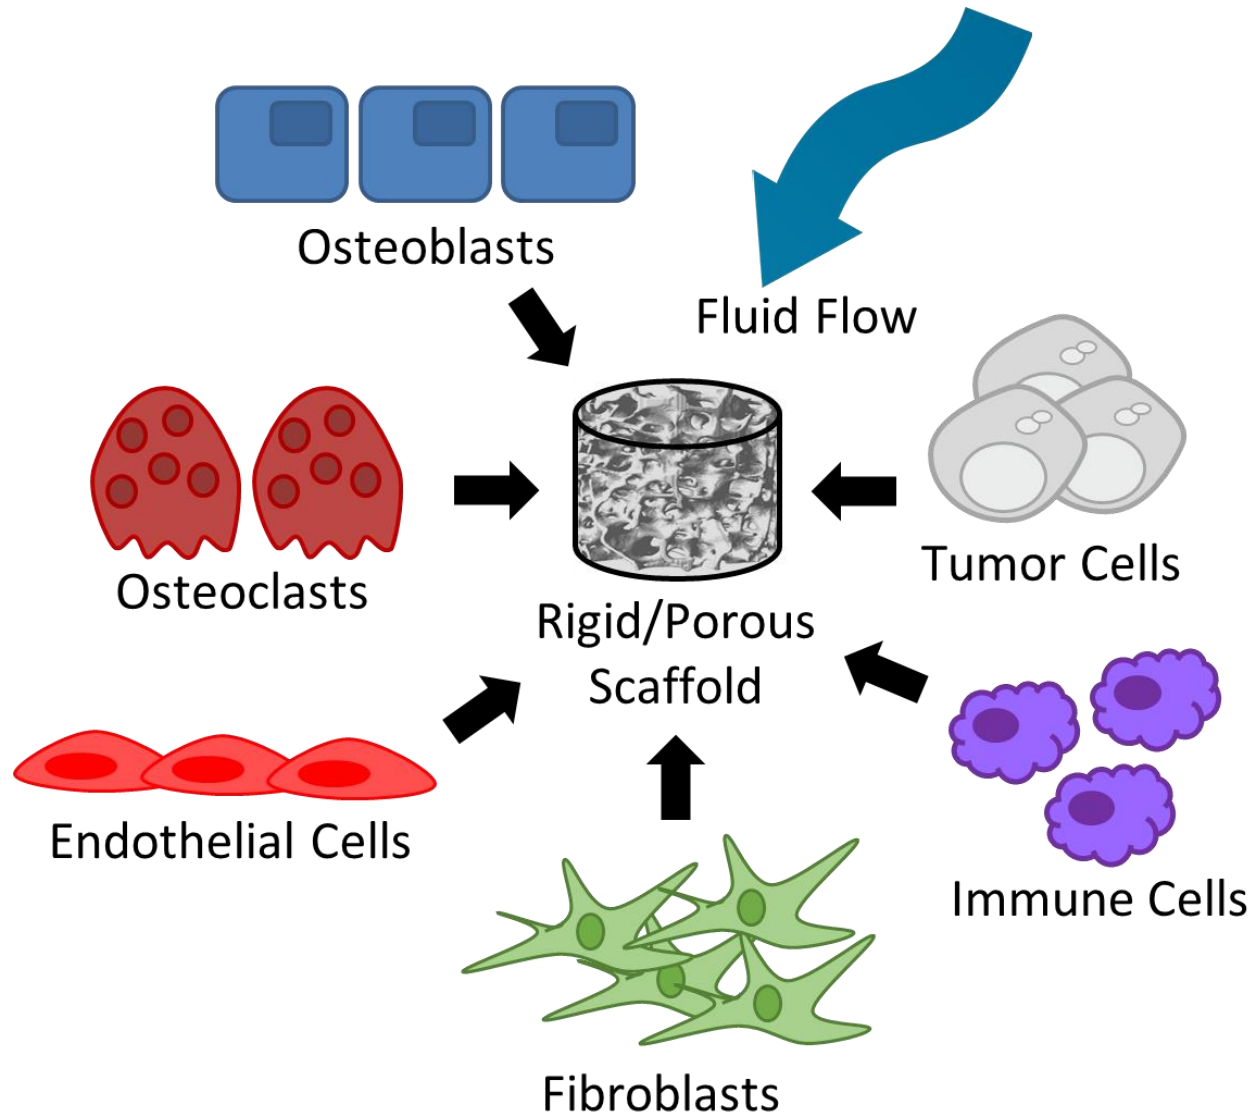 Osteoblasts
Fluid Flow
Osteoclasts
Tumor Cells
Rigid/Porous
Scaffold
Endothelial Cells
Immune Cells
Fibroblasts